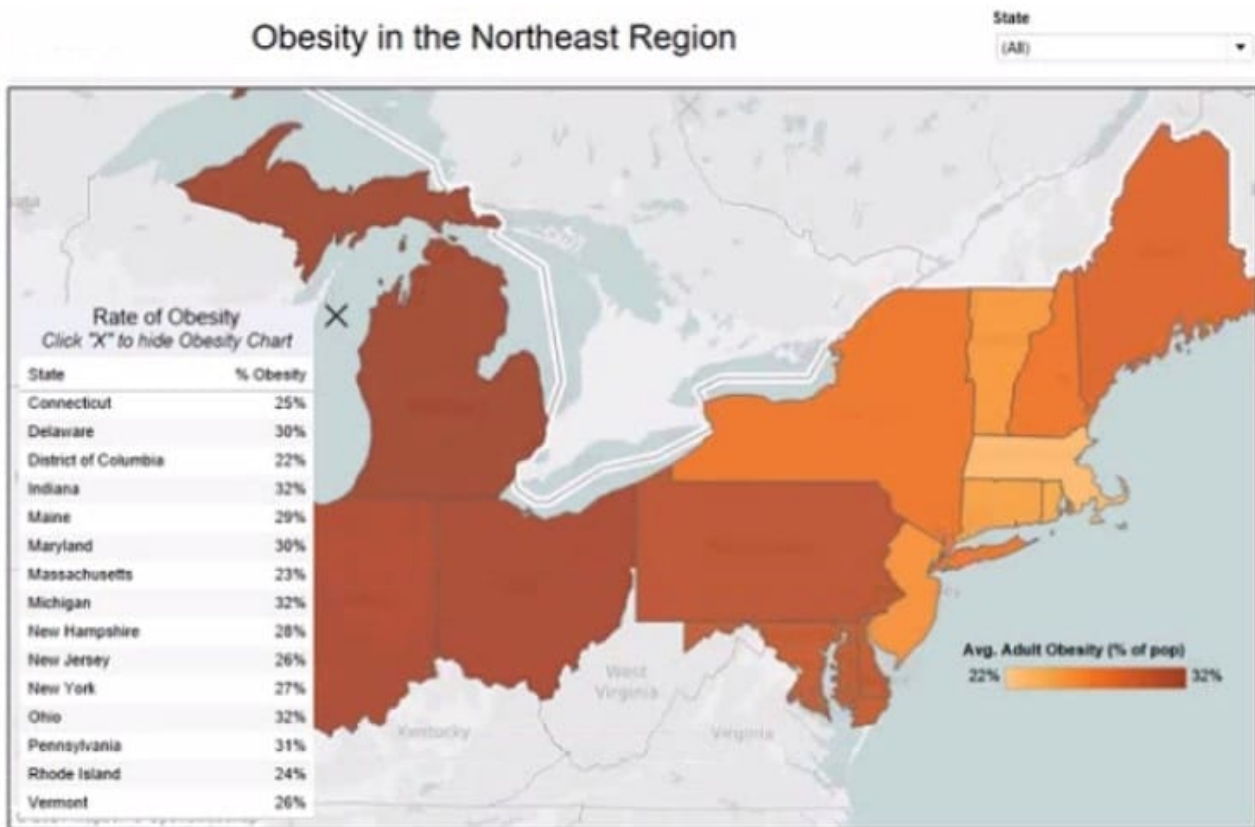 Obesity in the Northeast Region
State
(All)
Rate of Obesity
Click "X" to hide Obesity Chart
State % Obesity
Connecticut 25%
Delaware 30%
District of Columbia 22%
Indiana 32%
Maine 29%
Maryland 30%
Massachusetts 23%
Michigan 32%
New Hampshire 28%
New Jersey 26%
New York 27%
Ohio 32%
Pennsylvania 31%
Rhode Island 24%
Vermont 26%
West
Virginia
Kentucky
Virginia
Avg. Adult Obesity (% of pop)
22% 32%